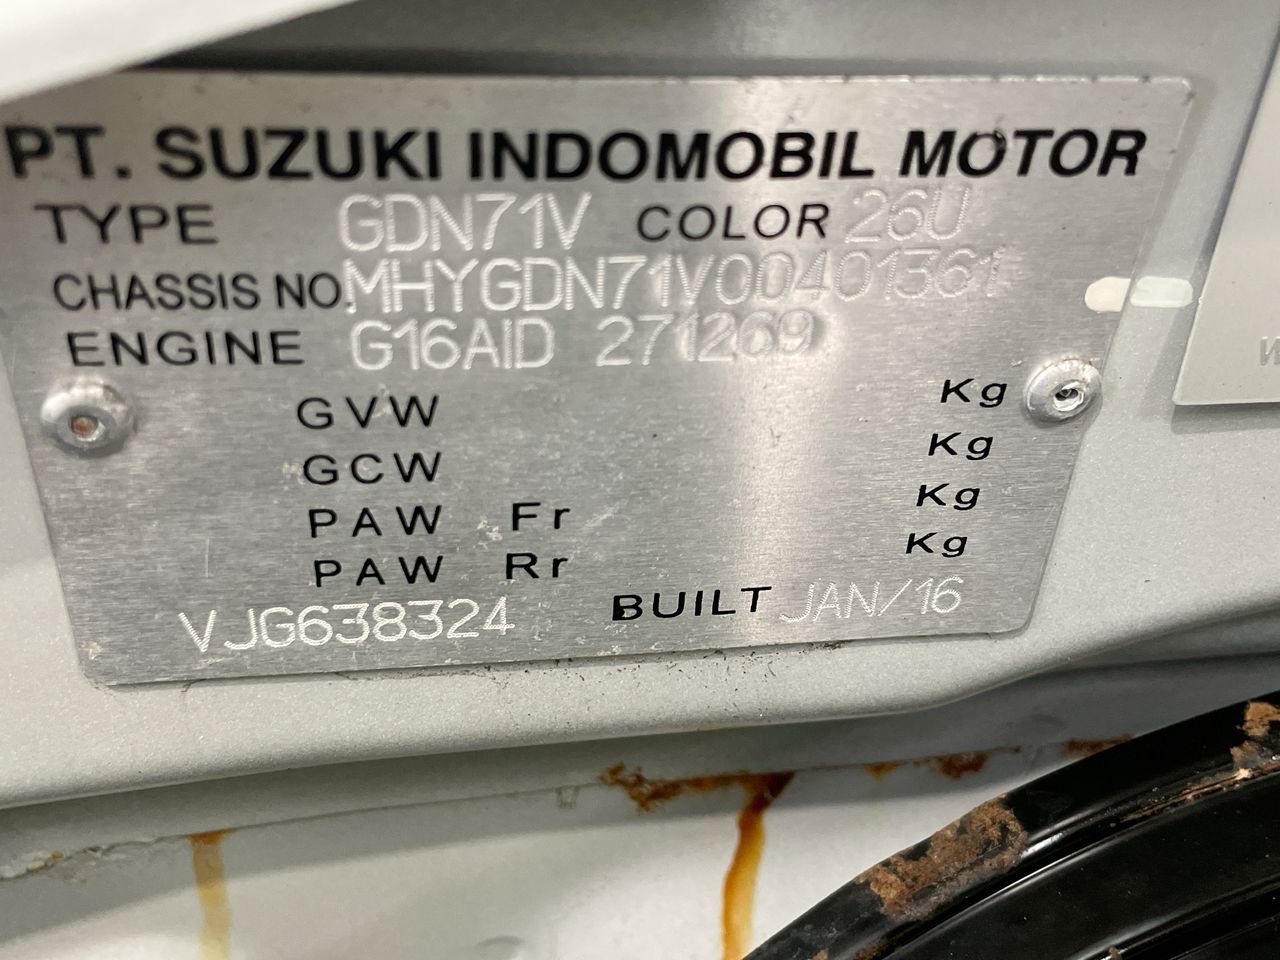 PT. SUZUKI INDOMOBIL MOTOR
TYPE GDN71V COLOR 26U
CHASSIS NO. MHYGDN71V00401361
ENGINE G16AID 271269
GVW Kg
GCW Kg
PAW Fr Kg
PAW Rr Kg
VJG638324 BUILT JAN/16